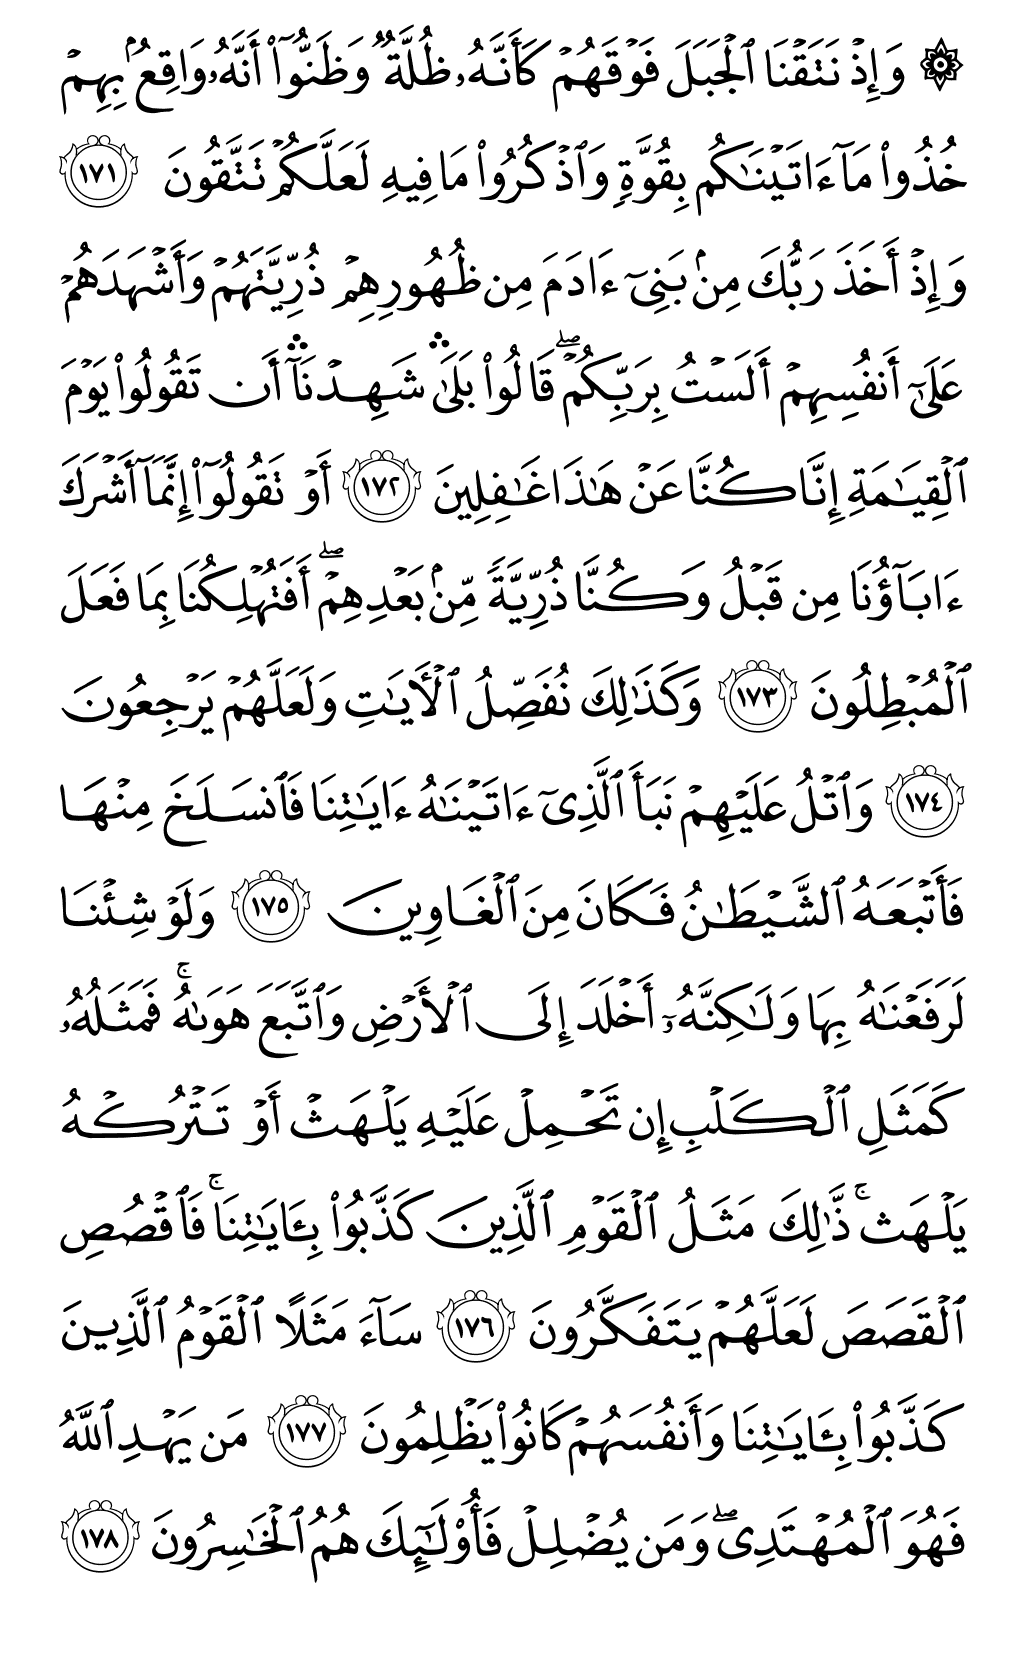 ۞ وَإِذۡ نَتَقۡنَا ٱلۡجَبَلَ فَوۡقَهُمۡ كَأَنَّهُۥ ظُلَّةٞ وَظَنُّوٓاْ أَنَّهُۥ وَاقِعُۢ بِهِمۡ
خُذُواْ مَآ ءَاتَيۡنَٰكُم بِقُوَّةٖ وَٱذۡكُرُواْ مَا فِيهِ لَعَلَّكُمۡ تَتَّقُونَ ١٧١
وَإِذۡ أَخَذَ رَبُّكَ مِنۢ بَنِيٓ ءَادَمَ مِن ظُهُورِهِمۡ ذُرِّيَّتَهُمۡ وَأَشۡهَدَهُمۡ
عَلَىٰٓ أَنفُسِهِمۡ أَلَسۡتُ بِرَبِّكُمۡۖ قَالُواْ بَلَىٰۛ شَهِدۡنَآۛ أَن تَقُولُواْ يَوۡمَ
ٱلۡقِيَٰمَةِ إِنَّا كُنَّا عَنۡ هَٰذَا غَٰفِلِينَ ١٧٢ أَوۡ تَقُولُوٓاْ إِنَّمَآ أَشۡرَكَ
ءَابَآؤُنَا مِن قَبۡلُ وَكُنَّا ذُرِّيَّةٗ مِّنۢ بَعۡدِهِمۡۖ أَفَتُهۡلِكُنَا بِمَا فَعَلَ
ٱلۡمُبۡطِلُونَ ١٧٣ وَكَذَٰلِكَ نُفَصِّلُ ٱلۡأٓيَٰتِ وَلَعَلَّهُمۡ يَرۡجِعُونَ
١٧٤ وَٱتۡلُ عَلَيۡهِمۡ نَبَأَ ٱلَّذِيٓ ءَاتَيۡنَٰهُ ءَايَٰتِنَا فَٱنسَلَخَ مِنۡهَا
فَأَتۡبَعَهُ ٱلشَّيۡطَٰنُ فَكَانَ مِنَ ٱلۡغَاوِينَ ١٧٥ وَلَوۡ شِئۡنَا
لَرَفَعۡنَٰهُ بِهَا وَلَٰكِنَّهُۥٓ أَخۡلَدَ إِلَى ٱلۡأَرۡضِ وَٱتَّبَعَ هَوَىٰهُۚ فَمَثَلُهُۥ
كَمَثَلِ ٱلۡكَلۡبِ إِن تَحۡمِلۡ عَلَيۡهِ يَلۡهَثۡ أَوۡ تَتۡرُكۡهُ
يَلۡهَثۚ ذَّٰلِكَ مَثَلُ ٱلۡقَوۡمِ ٱلَّذِينَ كَذَّبُواْ بِـَٔايَٰتِنَاۚ فَٱقۡصُصِ
ٱلۡقَصَصَ لَعَلَّهُمۡ يَتَفَكَّرُونَ ١٧٦ سَآءَ مَثَلًا ٱلۡقَوۡمُ ٱلَّذِينَ
كَذَّبُواْ بِـَٔايَٰتِنَا وَأَنفُسَهُمۡ كَانُواْ يَظۡلِمُونَ ١٧٧ مَن يَهۡدِ ٱللَّهُ
فَهُوَ ٱلۡمُهۡتَدِيۖ وَمَن يُضۡلِلۡ فَأُوْلَٰٓئِكَ هُمُ ٱلۡخَٰسِرُونَ ١٧٨